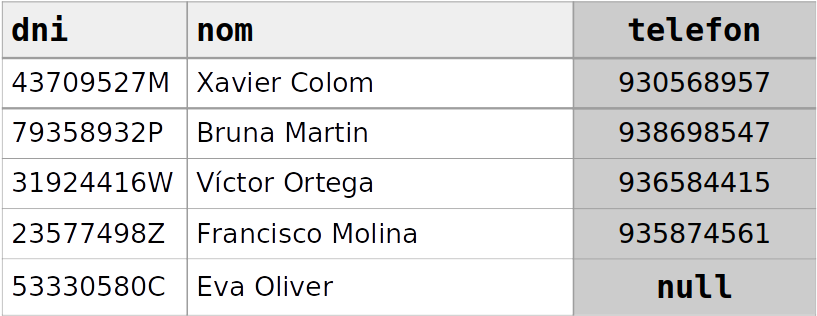 dni nom telefon
43709527M Xavier Colom 930568957
79358932P Bruna Martin 938698547
31924416W Víctor Ortega 936584415
23577498Z Francisco Molina 935874561
53330580C Eva Oliver null